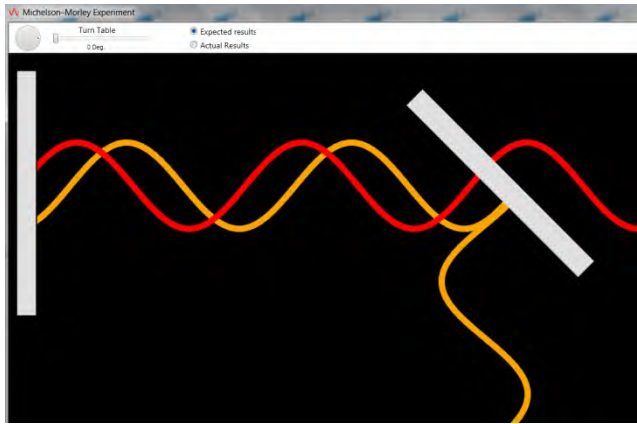 Michelson-Morley Experiment
Turn Table
0 Deg.
Expected results
Actual Results